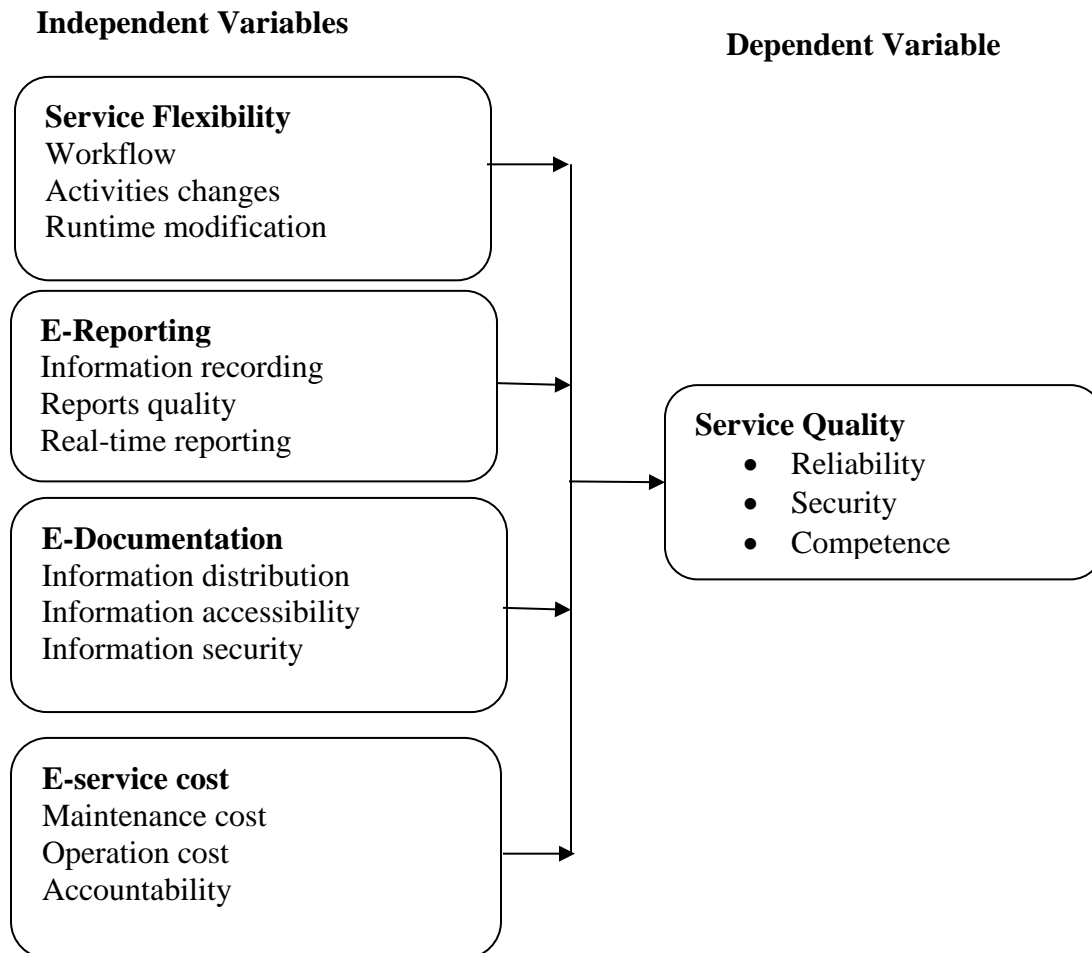 Independent Variables
Dependent Variable
Service Flexibility
Workflow
Activities changes
Runtime modification
E-Reporting
Information recording
Reports quality
Real-time reporting
E-Documentation
Information distribution
Information accessibility
Information security
E-service cost
Maintenance cost
Operation cost
Accountability
Service Quality
• Reliability
• Security
• Competence